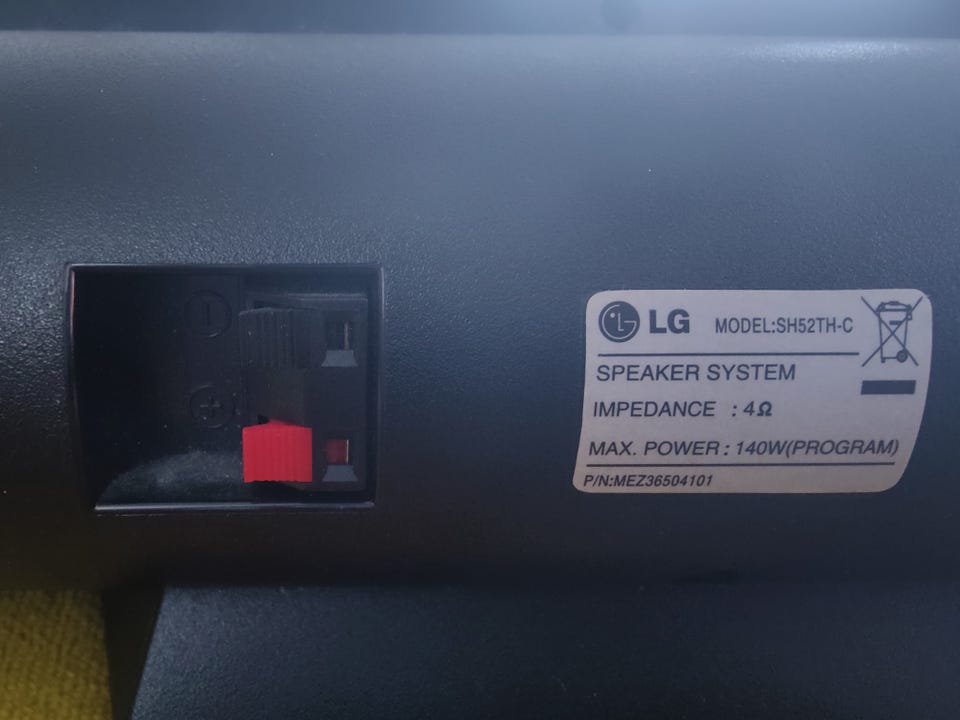 LG MODEL:SH52TH-C
SPEAKER SYSTEM
IMPEDANCE : 4Ω
MAX. POWER : 140W(PROGRAM)
P/N:MEZ36504101
−
+